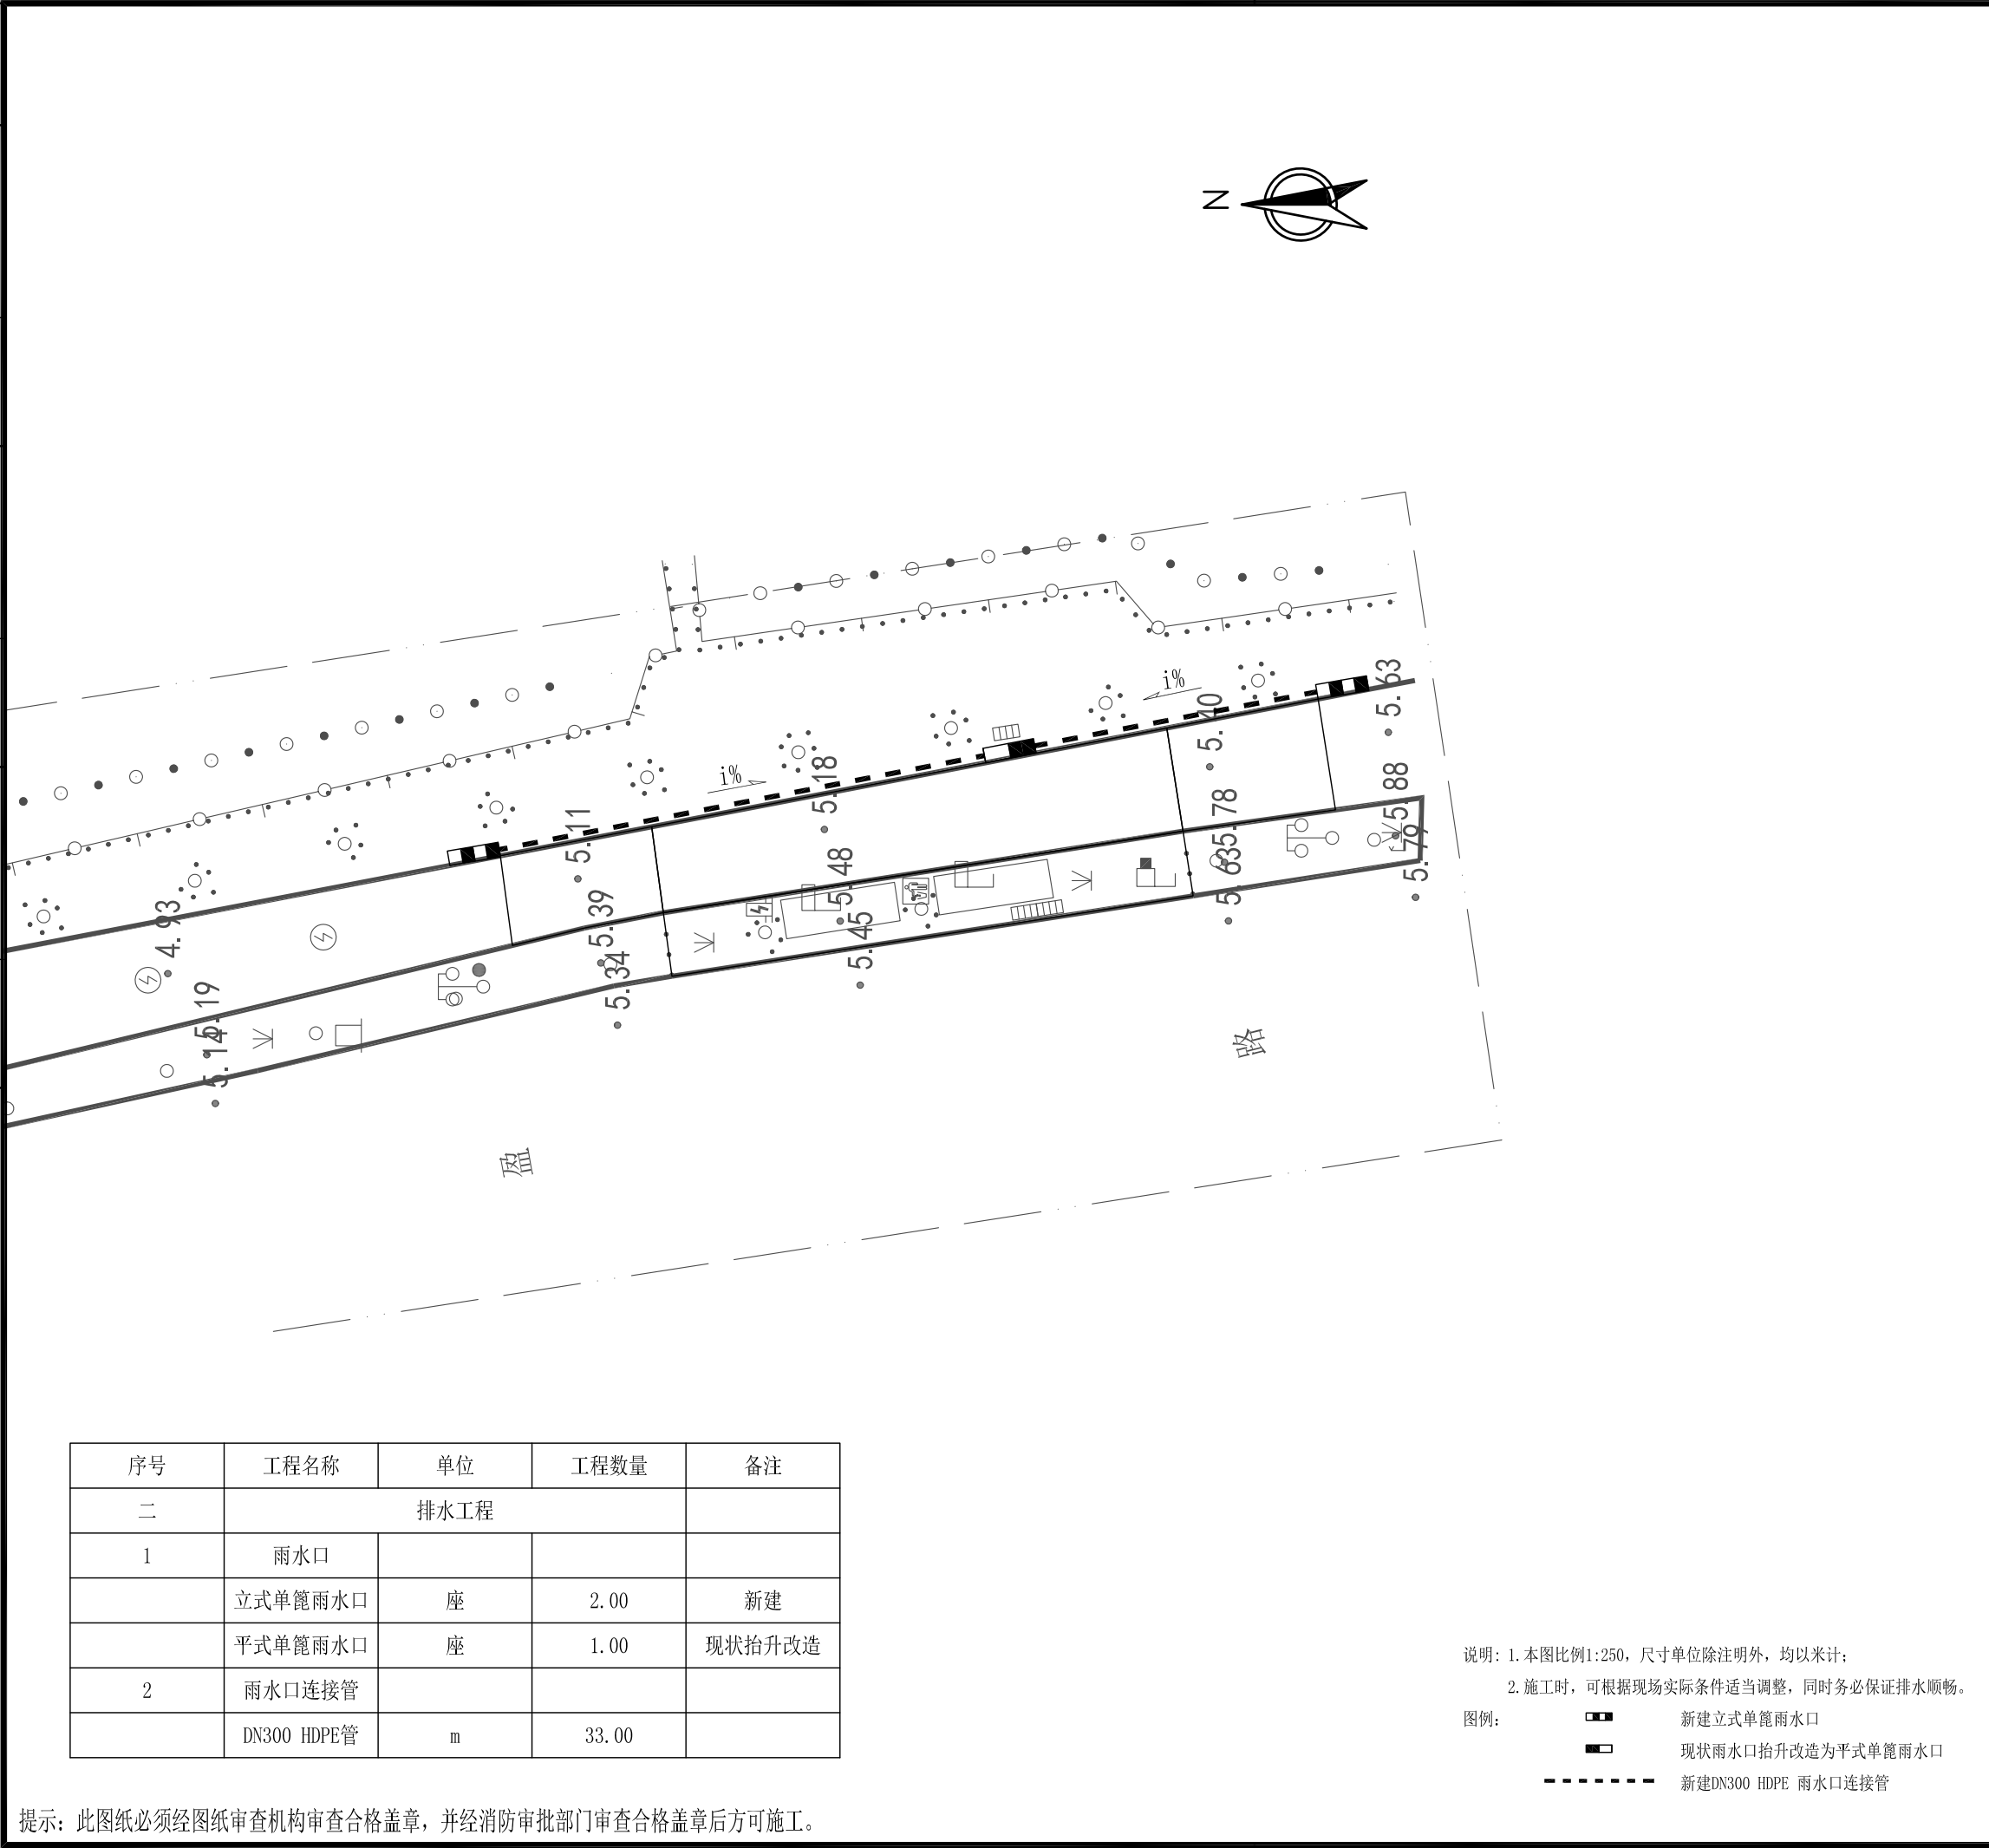 N
5.63
i%
5.40
5.88
i%
5.18
5.78
5.79
5.11
5.48
5.63
4.93
5.39
5.45
5.34
5.19
5.14
路
盈
序号 工程名称 单位 工程数量 备注
二 排水工程
1 雨水口
立式单篦雨水口 座 2.00 新建
平式单篦雨水口 座 1.00 现状抬升改造
2 雨水口连接管
DN300 HDPE管 m 33.00
说明: 1.本图比例1:250，尺寸单位除注明外，均以米计；
2.施工时，可根据现场实际条件适当调整，同时务必保证排水顺畅。
图例：
新建立式单篦雨水口
现状雨水口抬升改造为平式单篦雨水口
新建DN300 HDPE 雨水口连接管
提示：此图纸必须经图纸审查机构审查合格盖章，并经消防审批部门审查合格盖章后方可施工。